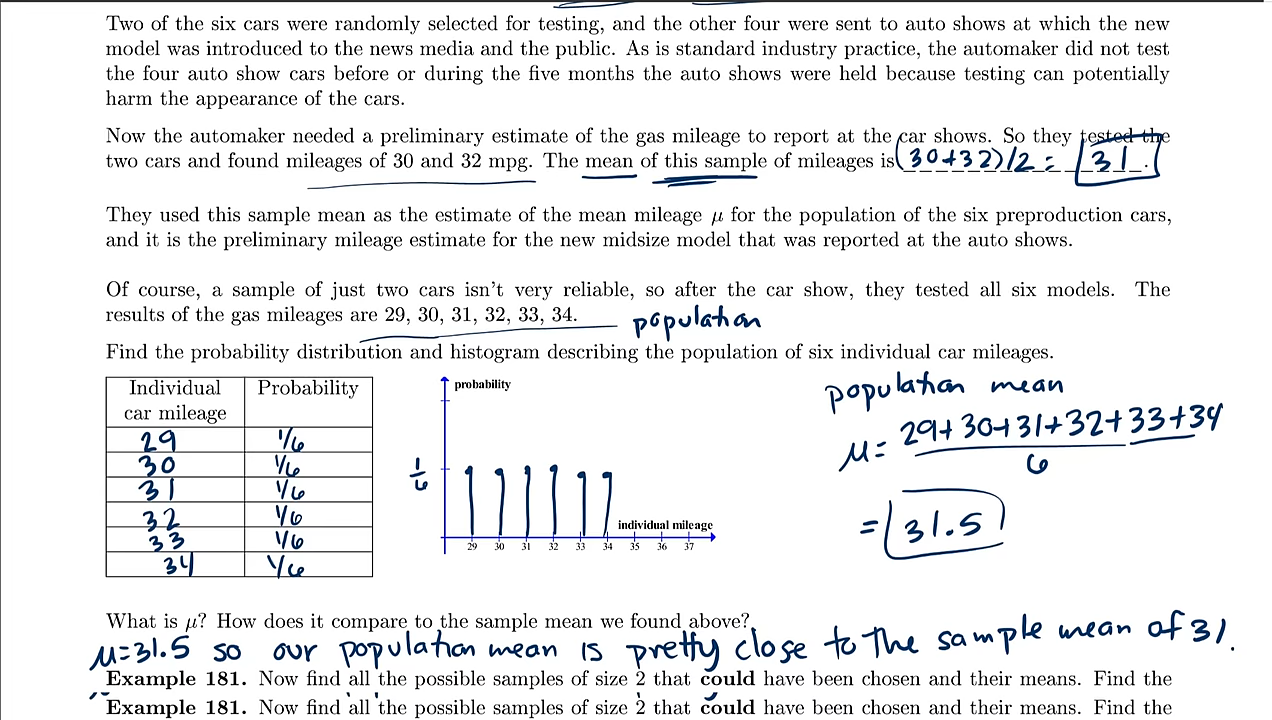 Two of the six cars were randomly selected for testing, and the other four were sent to auto shows at which the new
model was introduced to the news media and the public. As is standard industry practice, the automaker did not test
the four auto show cars before or during the five months the auto shows were held because testing can potentially
harm the appearance of the cars.
Now the automaker needed a preliminary estimate of the gas mileage to report at the car shows. So they tested the
two cars and found mileages of 30 and 32 mpg. The mean of this sample of mileages is (30+32)/2 = 31.
They used this sample mean as the estimate of the mean mileage μ for the population of the six preproduction cars,
and it is the preliminary mileage estimate for the new midsize model that was reported at the auto shows.
Of course, a sample of just two cars isn't very reliable, so after the car show, they tested all six models. The
results of the gas mileages are 29, 30, 31, 32, 33, 34. population
Find the probability distribution and histogram describing the population of six individual car mileages.
Individual Probability
car mileage
29 1/6
30 1/6
31 1/6
32 1/6
33 1/6
34 1/6
probability
1/6
individual mileage
29 30 31 32 33 34 35 36 37
population mean
μ = 29+30+31+32+33+34
6
= 31.5
What is μ? How does it compare to the sample mean we found above?
μ=31.5 so our population mean is pretty close to the sample mean of 31.
Example 181. Now find all the possible samples of size 2 that could have been chosen and their means. Find the
Example 181. Now find all the possible samples of size 2 that could have been chosen and their means. Find the